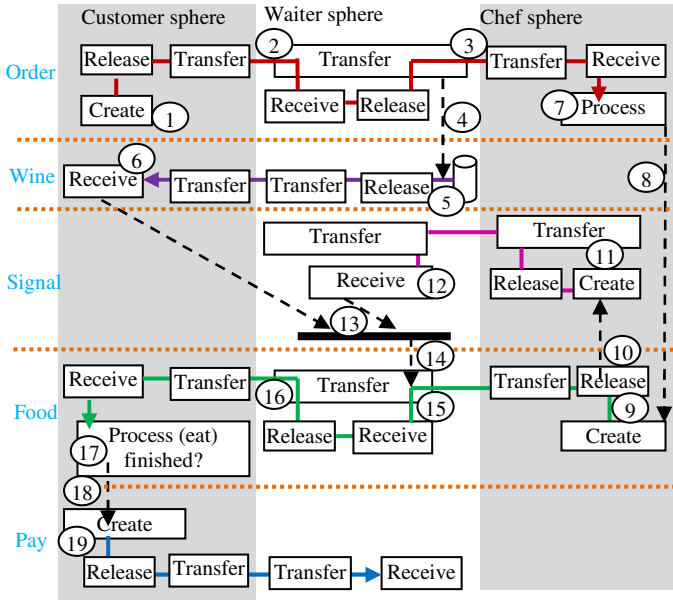 Customer sphere Waiter sphere Chef sphere
2 3
Order Release Transfer Transfer Transfer Receive
Create 1 Receive Release 4 7 Process
Wine 6 8
Receive Transfer Transfer Release 5
Signal Transfer Transfer
11
Receive 12 Release Create
13
14 10
Food Receive Transfer 16 Transfer Transfer Release
15 9
Release Receive Create
17 Process (eat)
finished?
18
Pay 19 Create
Release Transfer Transfer Receive